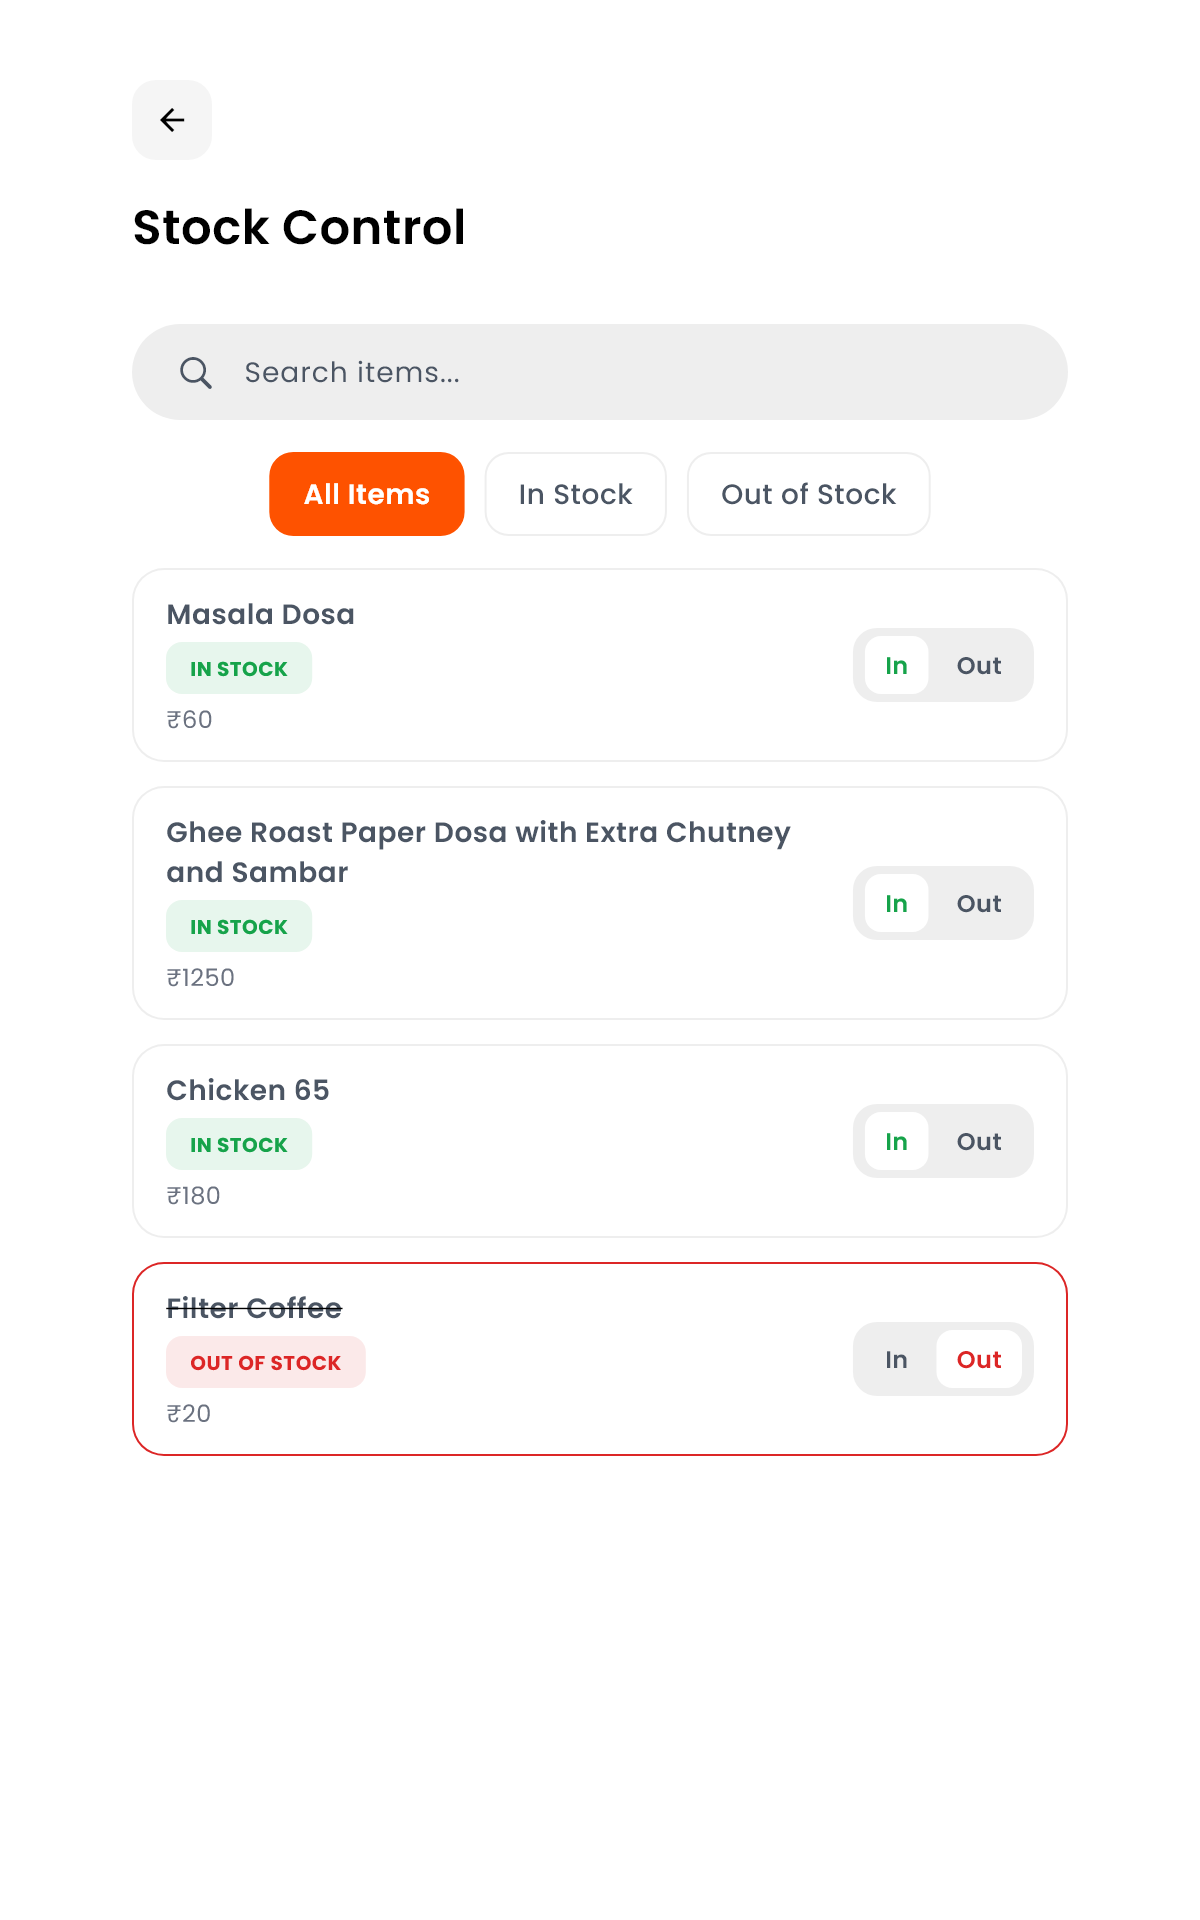 Stock Control
Search items...
All Items
In Stock
Out of Stock
Masala Dosa
IN STOCK
₹60
In
Out
Ghee Roast Paper Dosa with Extra Chutney
and Sambar
IN STOCK
₹1250
In
Out
Chicken 65
IN STOCK
₹180
In
Out
Filter Coffee
OUT OF STOCK
₹20
In
Out